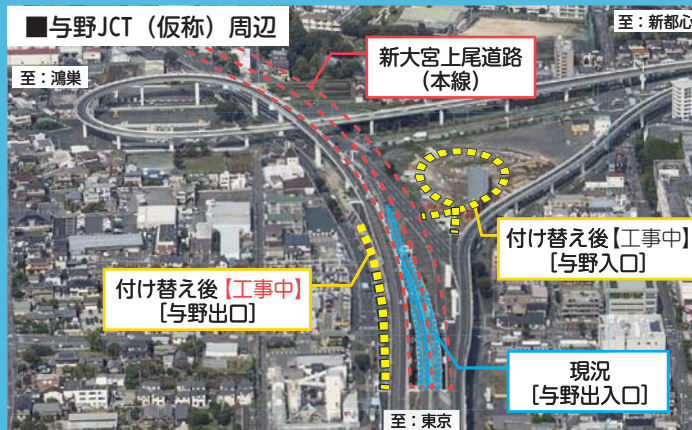 ■与野JCT（仮称）周辺
至：新都心
至：鴻巣
新大宮上尾道路
（本線）
付け替え後【工事中】
［与野入口］
付け替え後【工事中】
［与野出口］
現況
［与野出入口］
至：東京